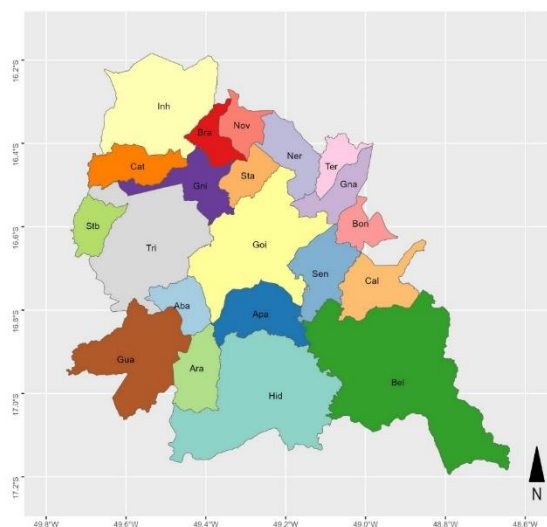 16.2°S
16.4°S
16.6°S
16.8°S
17.0°S
17.2°S
Inh
Bra
Nov
Cat
Gni
Sta
Ner
Ter
Gna
Stb
Tri
Goi
Bon
Sen
Cal
Aba
Apa
Gua
Ara
Hid
Bel
N
49.8°W 49.6°W 49.4°W 49.2°W 49.0°W 48.8°W 48.6°W